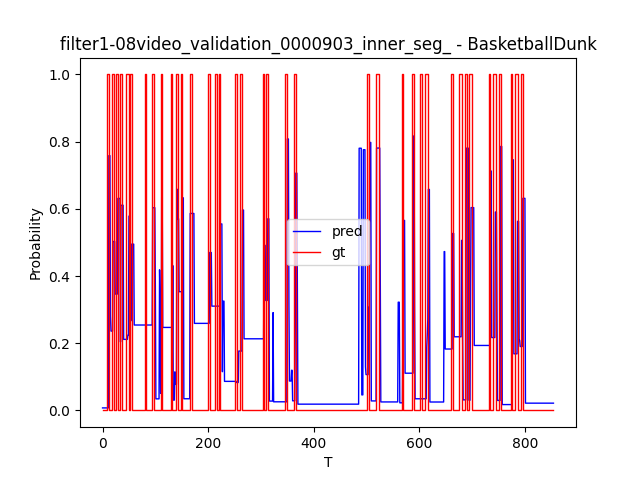 filter1-08video_validation_0000903_inner_seg_ - BasketballDunk
1.0
0.8
0.6
0.4
0.2
0.0
Probability
pred
gt
0
200
400
600
800
T